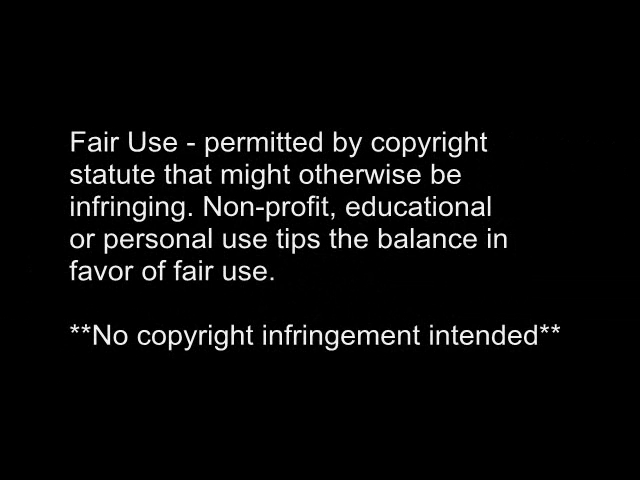 Fair Use - permitted by copyright
statute that might otherwise be
infringing. Non-profit, educational
or personal use tips the balance in
favor of fair use.
**No copyright infringement intended**